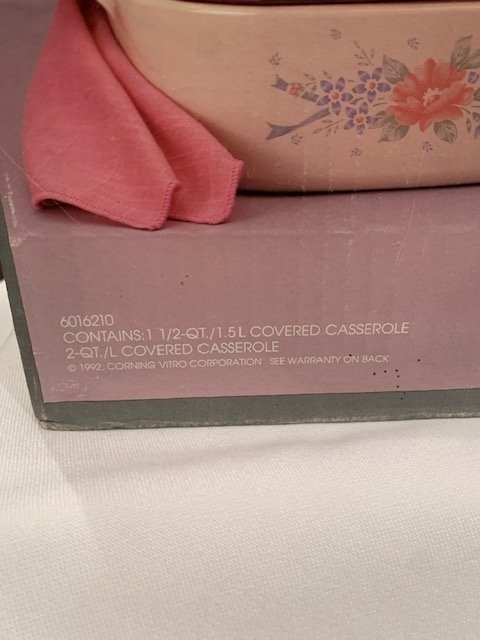 6016210
CONTAINS: 1 1/2-QT./1.5 L COVERED CASSEROLE
2-QT./L COVERED CASSEROLE
© 1992, CORNING VITRO CORPORATION SEE WARRANTY ON BACK